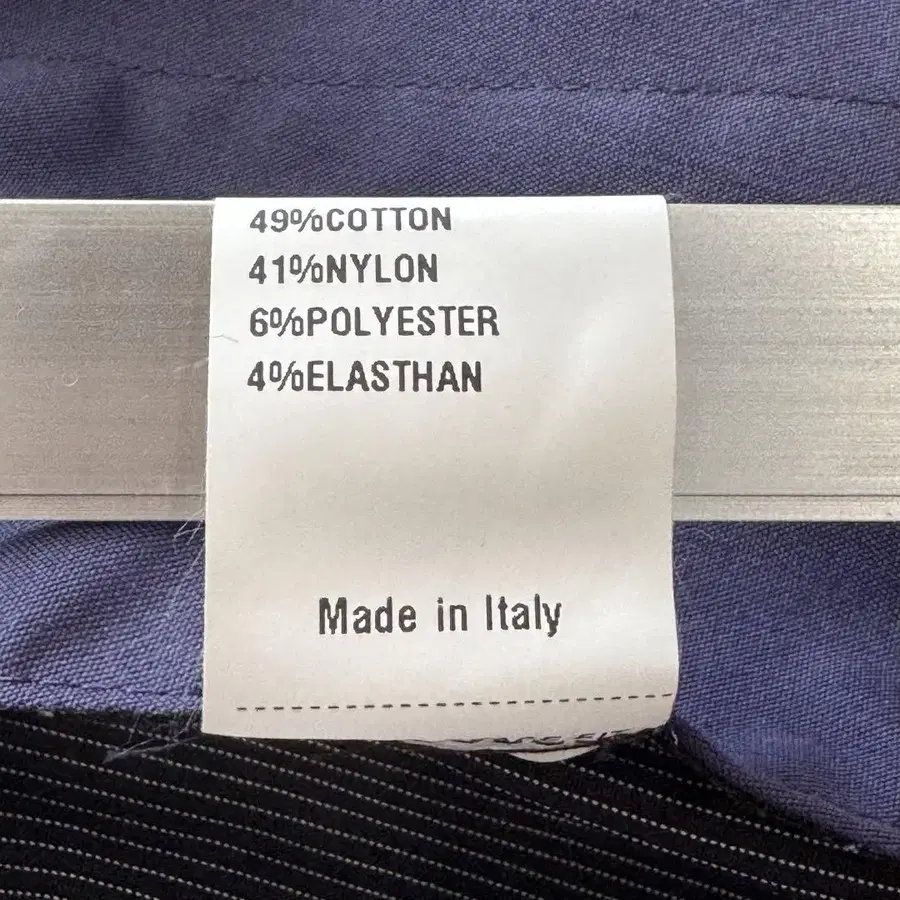 49%COTTON
41%NYLON
6%POLYESTER
4%ELASTHAN
Made in Italy